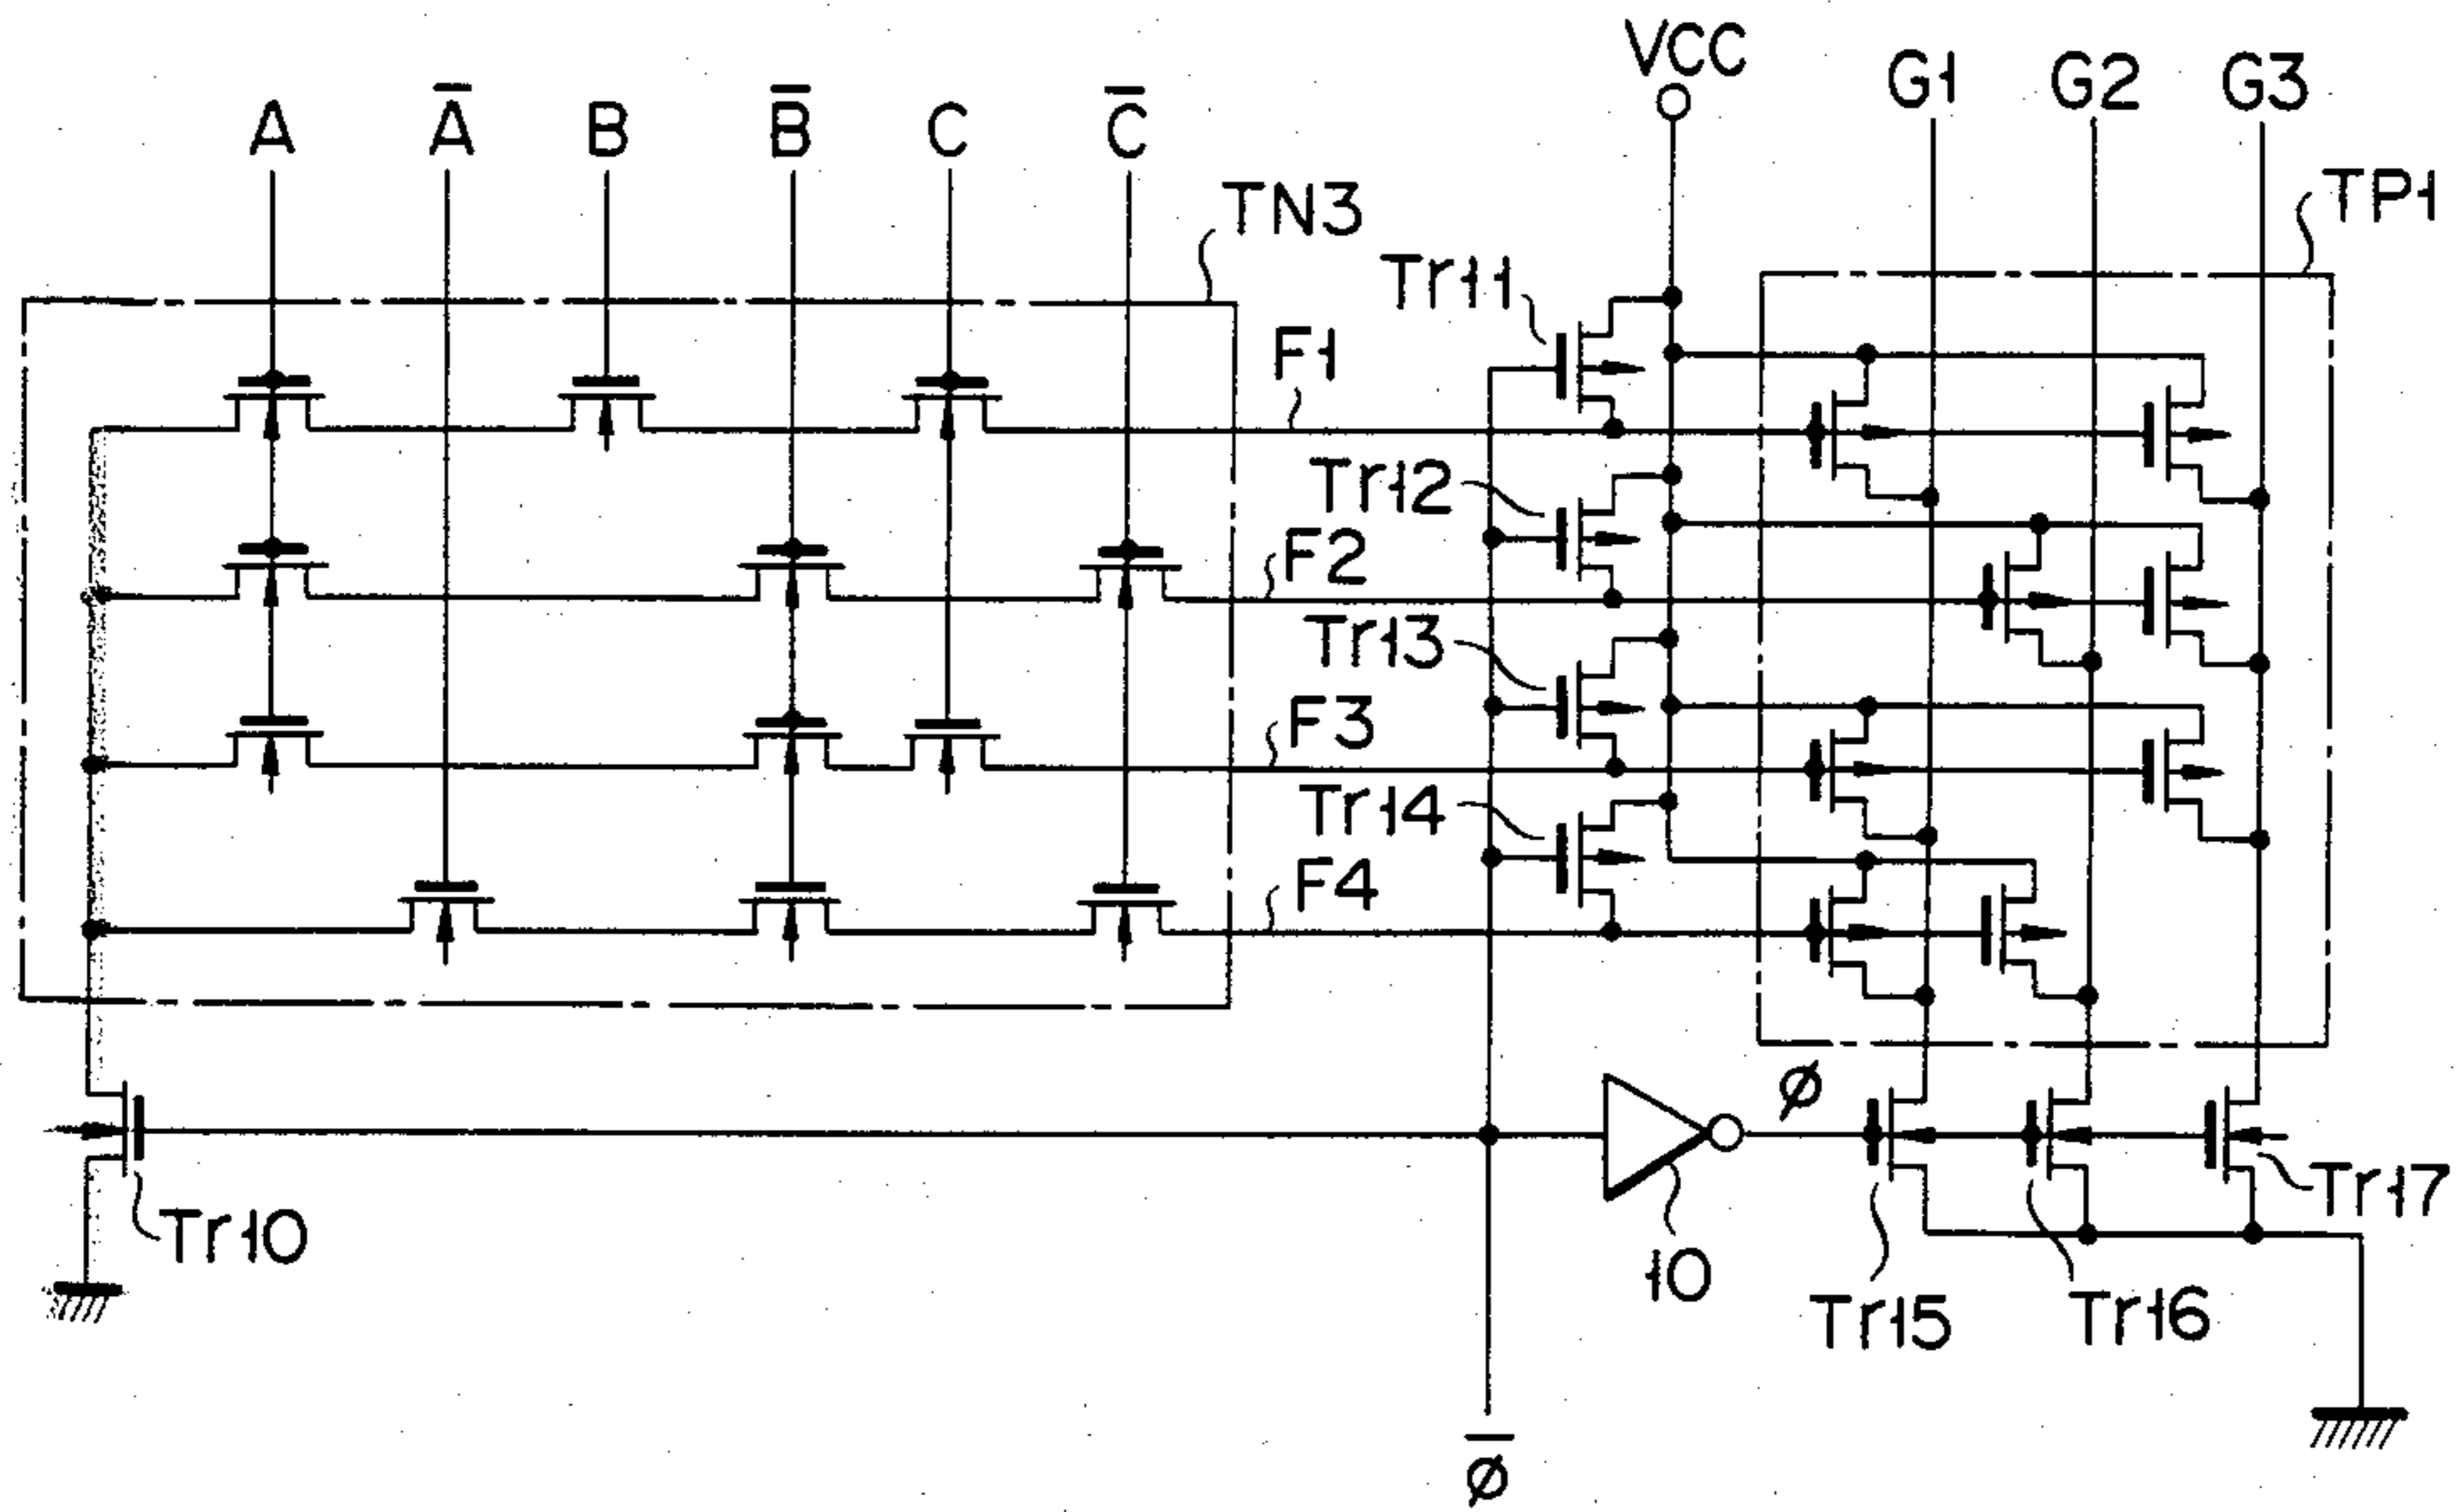 A A̅ B B̅ C C̅
VCC
G1 G2 G3
TN3
TP1
Tr11
F1
Tr12
F2
Tr13
F3
Tr14
F4
Tr10
ø
10
Tr15
Tr16
Tr17
ø̅